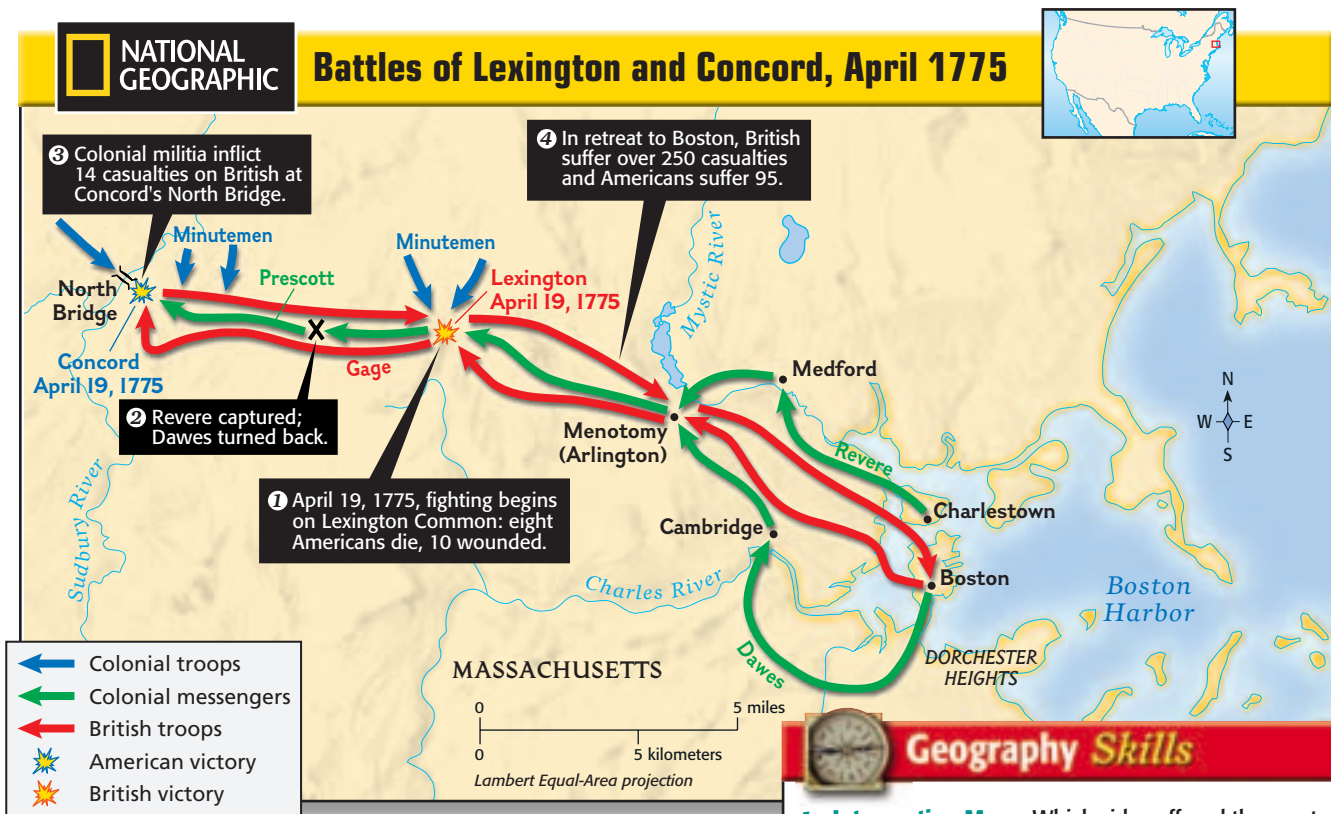 NATIONAL
GEOGRAPHIC
Battles of Lexington and Concord, April 1775
❸ Colonial militia inflict
14 casualties on British at
Concord's North Bridge.
❹ In retreat to Boston, British
suffer over 250 casualties
and Americans suffer 95.
Minutemen
Minutemen
Prescott
Lexington
April 19, 1775
North
Bridge
Concord
April 19, 1775
Gage
Mystic River
Medford
❷ Revere captured;
Dawes turned back.
Menotomy
(Arlington)
Revere
N
W E
S
❶ April 19, 1775, fighting begins
on Lexington Common: eight
Americans die, 10 wounded.
Charlestown
Cambridge
Sudbury River
Charles River
Boston
Boston
Harbor
Dawes
DORCHESTER
HEIGHTS
MASSACHUSETTS
0 5 miles
0 5 kilometers
Lambert Equal-Area projection
Colonial troops
Colonial messengers
British troops
American victory
British victory
Geography Skills